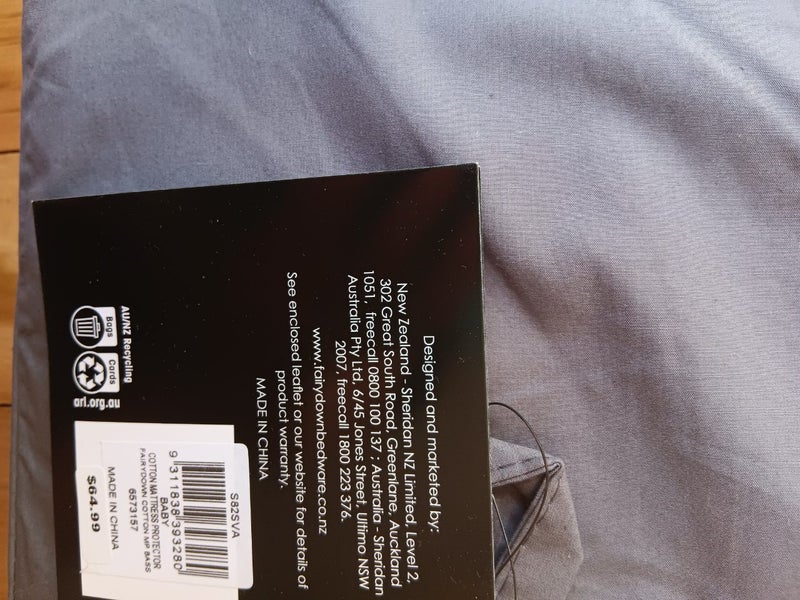 Designed and marketed by:
New Zealand - Sheridan NZ Limited, Level 2,
302 Great South Road, Greenlane, Auckland
1051, freecall 0800 100 137 ; Australia - Sheridan
Australia Pty Ltd, 6/45 Jones Street, Ultimo NSW
2007, freecall 1800 223 376.
www.fairydownbedware.co.nz
See enclosed leaflet or our website for details of
product warranty.
MADE IN CHINA
AU/NZ Recycling
Bags
Cards
arl.org.au
S82SVA
9 311838 393280
BABY
COTTON MATTRESS PROTECTOR
FAIRYDOWN COTTON MP BASS
6573157
MADE IN CHINA
$64.99